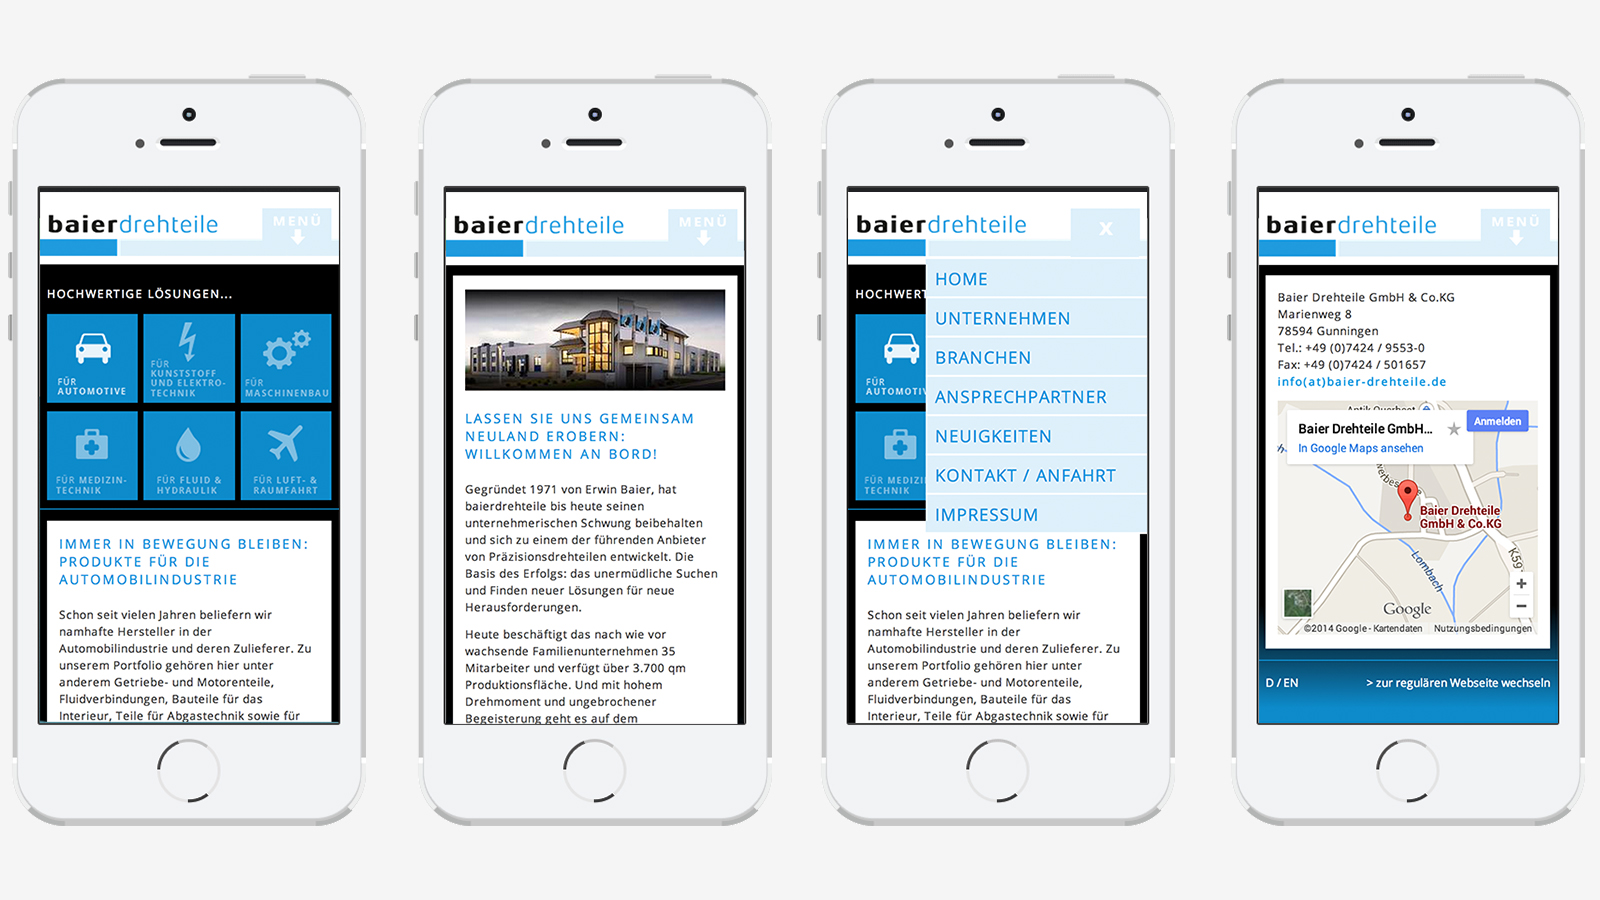 baierdrehteile
MENÜ
HOCHWERTIGE LÖSUNGEN...
FÜR
AUTOMOTIVE
FÜR
KUNSTSTOFF
UND ELEKTRO-
TECHNIK
FÜR
MASCHINENBAU
FÜR MEDIZIN-
TECHNIK
FÜR FLUID &
HYDRAULIK
FÜR LUFT- &
RAUMFAHRT
IMMER IN BEWEGUNG BLEIBEN:
PRODUKTE FÜR DIE
AUTOMOBILINDUSTRIE
Schon seit vielen Jahren beliefern wir
namhafte Hersteller in der
Automobilindustrie und deren Zulieferer. Zu
unserem Portfolio gehören hier unter
anderem Getriebe- und Motorenteile,
Fluidverbindungen, Bauteile für das
Interieur, Teile für Abgastechnik sowie für
baierdrehteile
MENÜ
LASSEN SIE UNS GEMEINSAM
NEULAND EROBERN:
WILLKOMMEN AN BORD!
Gegründet 1971 von Erwin Baier, hat
baierdrehteile bis heute seinen
unternehmerischen Schwung beibehalten
und sich zu einem der führenden Anbieter
von Präzisionsdrehteilen entwickelt. Die
Basis des Erfolgs: das unermüdliche Suchen
und Finden neuer Lösungen für neue
Herausforderungen.
Heute beschäftigt das nach wie vor
wachsende Familienunternehmen 35
Mitarbeiter und verfügt über 3.700 qm
Produktionsfläche. Und mit hohem
Drehmoment und ungebrochener
Begeisterung geht es auf dem
baierdrehteile
X
HOCHWERT
FÜR
AUTOMOTIVE
FÜR MEDIZI
TECHNIK
HOME
UNTERNEHMEN
BRANCHEN
ANSPRECHPARTNER
NEUIGKEITEN
KONTAKT / ANFAHRT
IMPRESSUM
IMMER IN BEWEGUNG BLEIBEN:
PRODUKTE FÜR DIE
AUTOMOBILINDUSTRIE
Schon seit vielen Jahren beliefern wir
namhafte Hersteller in der
Automobilindustrie und deren Zulieferer. Zu
unserem Portfolio gehören hier unter
anderem Getriebe- und Motorenteile,
Fluidverbindungen, Bauteile für das
Interieur, Teile für Abgastechnik sowie für
baierdrehteile
MENÜ
Baier Drehteile GmbH & Co.KG
Marienweg 8
78594 Gunningen
Tel.: +49 (0)7424 / 9553-0
Fax: +49 (0)7424 / 501657
info(at)baier-drehteile.de
Baier Drehteile GmbH...
In Google Maps ansehen
Anmelden
Baier Drehteile
GmbH & Co.KG
Lombach
K59
+
−
Google
©2014 Google - Kartendaten Nutzungsbedingungen
D / EN > zur regulären Webseite wechseln